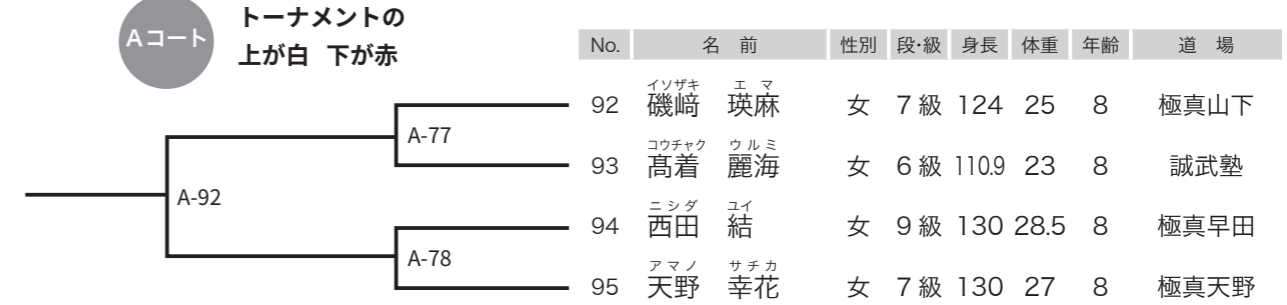 Aコート
トーナメントの
上が白 下が赤
No. 名 前 性別 段・級 身長 体重 年齢 道 場
イソザキ エマ
92 磯﨑 瑛麻 女 7級 124 25 8 極真山下
A-77
コウチャク ウルミ
93 髙着 麗海 女 6級 110.9 23 8 誠武塾
A-92
ニシダ ユイ
94 西田 結 女 9級 130 28.5 8 極真早田
A-78
アマノ サチカ
95 天野 幸花 女 7級 130 27 8 極真天野